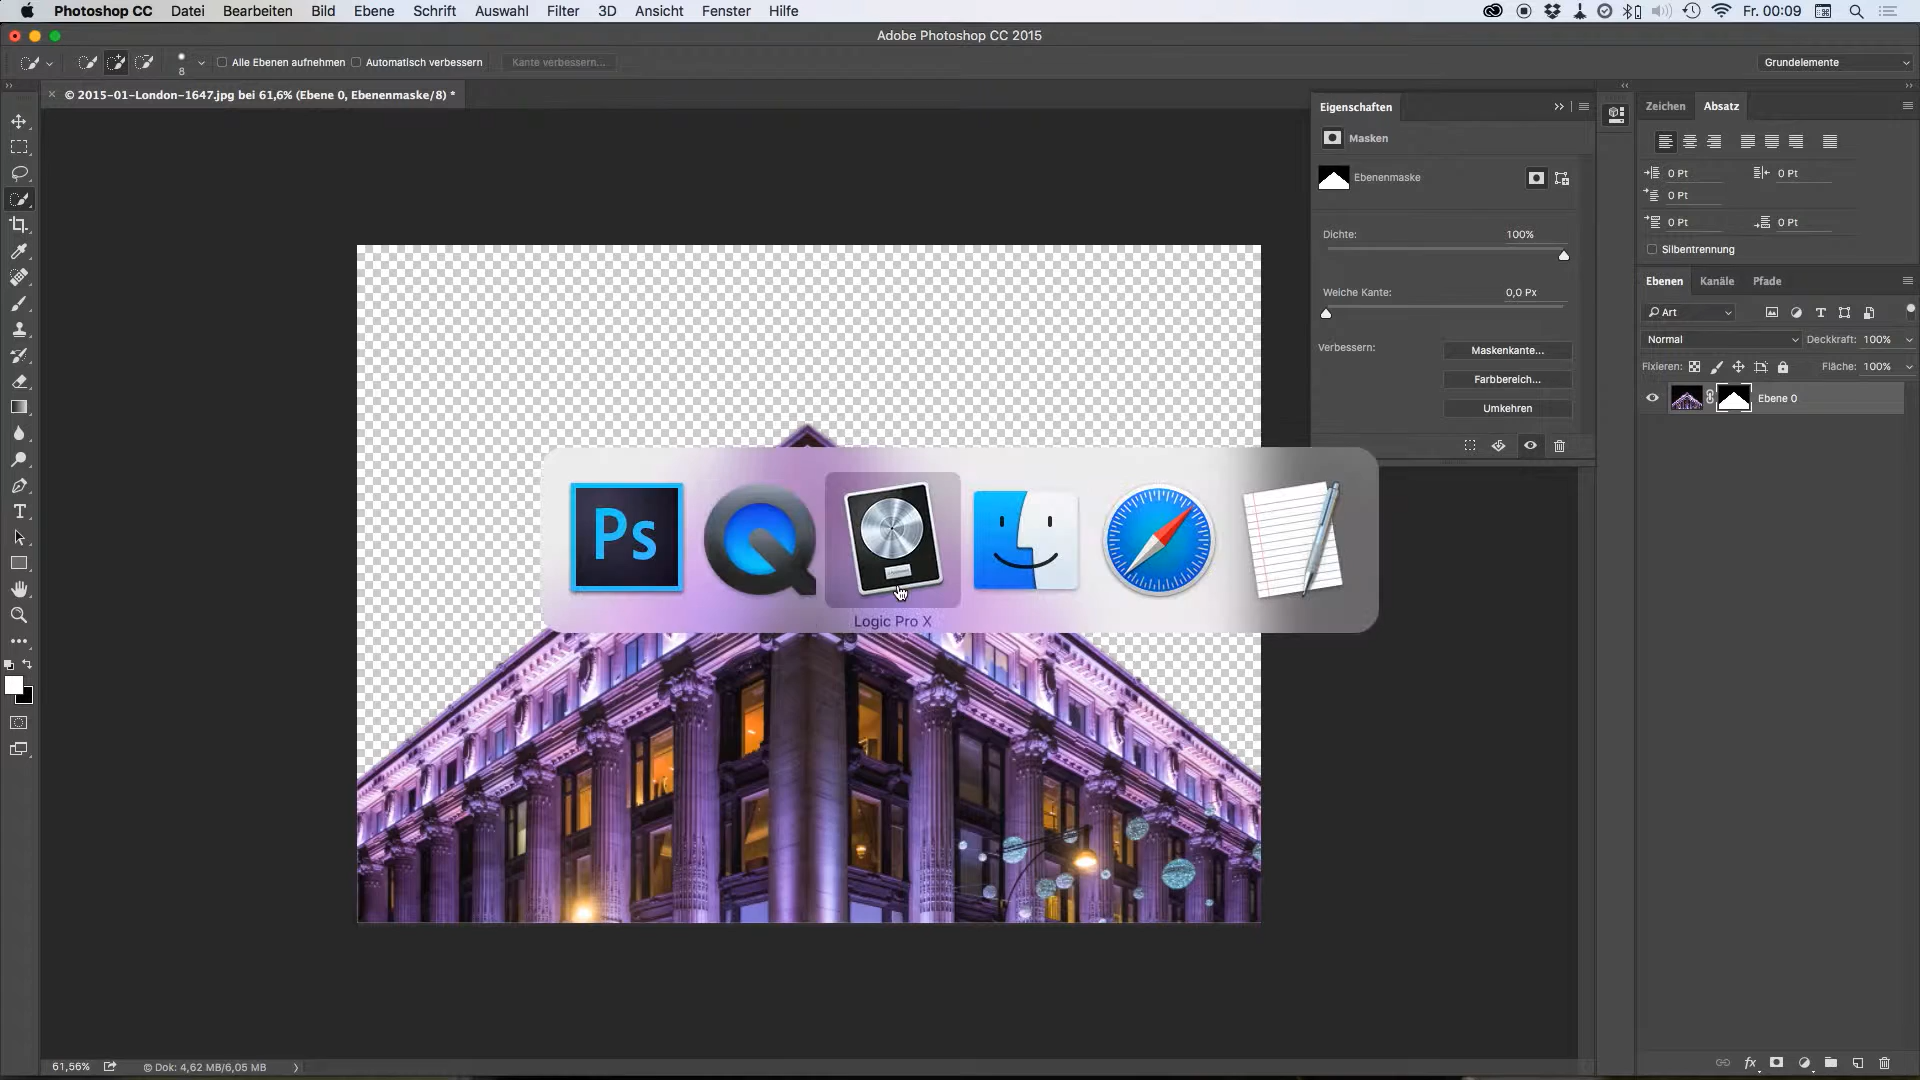 Photoshop CC Datei Bearbeiten Bild Ebene Schrift Auswahl Filter 3D Ansicht Fenster Hilfe Fr. 00:09
Adobe Photoshop CC 2015
8 Alle Ebenen aufnehmen Automatisch verbessern Kante verbessern... Grundelemente
© 2015-01-London-1647.jpg bei 61,6% (Ebene 0, Ebenenmaske/8) *
Eigenschaften
Zeichen Absatz
Masken
Ebenenmaske
0 Pt 0 Pt
0 Pt
0 Pt 0 Pt
Dichte: 100%
Silbentrennung
Ebenen Kanäle Pfade
Weiche Kante: 0,0 Px
Art
Normal Deckkraft: 100%
Verbessern: Maskenkante...
Fixieren: Fläche: 100%
Farbbereich...
Ebene 0
Umkehren
Ps
Logic Pro X
61,56% © Dok: 4,62 MB/6,05 MB
fx